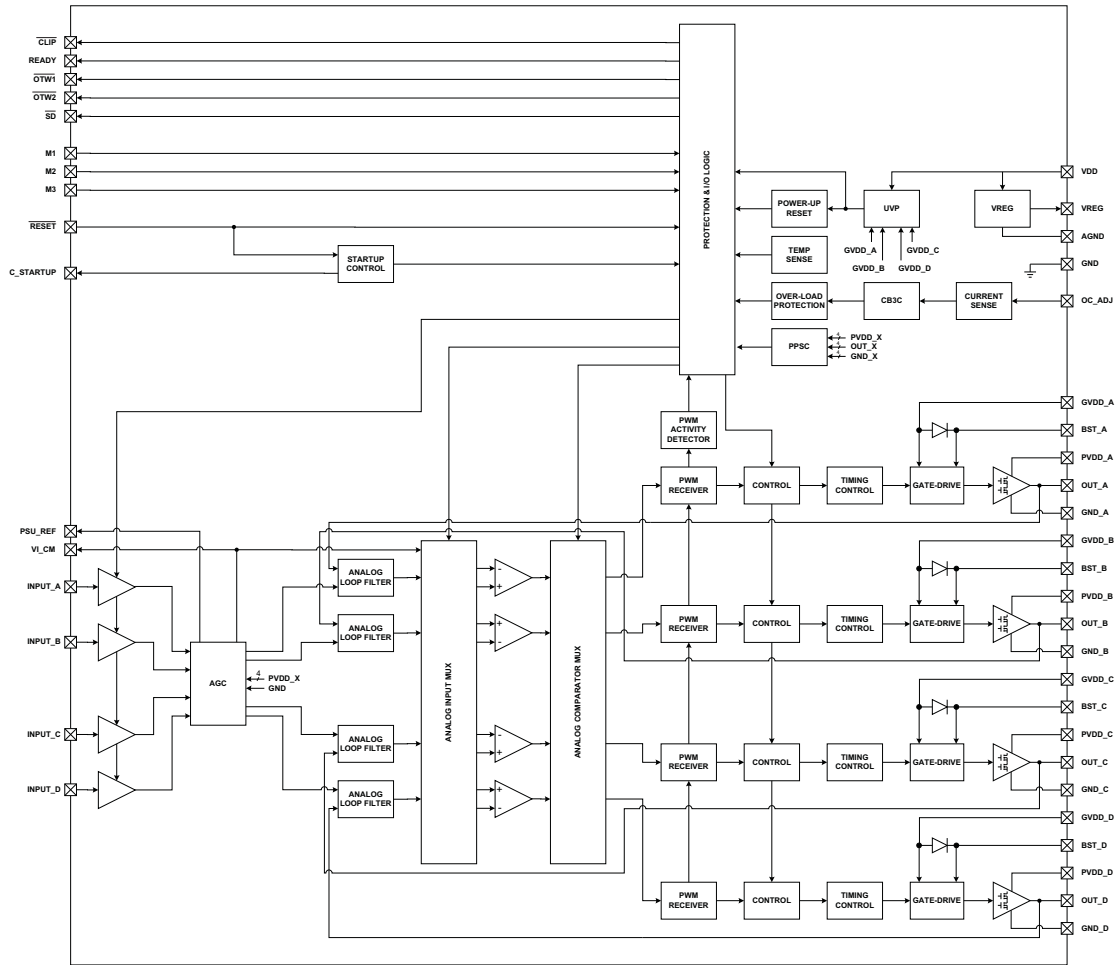 CLIP
READY
OTW1
OTW2
SD
M1
M2
M3
RESET
C_STARTUP
STARTUP
CONTROL
PROTECTION & I/O LOGIC
POWER-UP
RESET
UVP
VREG
GVDD_A
GVDD_C
GVDD_B
GVDD_D
TEMP
SENSE
OVER-LOAD
PROTECTION
CB3C
CURRENT
SENSE
PPSC
4
PVDD_X
4
OUT_X
4
GND_X
VDD
VREG
AGND
GND
OC_ADJ
PWM
ACTIVITY
DETECTOR
GVDD_A
BST_A
PVDD_A
OUT_A
GND_A
PWM
RECEIVER
CONTROL
TIMING
CONTROL
GATE-DRIVE
PSU_REF
VI_CM
INPUT_A
INPUT_B
INPUT_C
INPUT_D
AGC
4
PVDD_X
GND
ANALOG
LOOP FILTER
ANALOG
LOOP FILTER
ANALOG
LOOP FILTER
ANALOG
LOOP FILTER
ANALOG INPUT MUX
-
+
+
-
-
+
+
-
ANALOG COMPARATOR MUX
GVDD_B
BST_B
PVDD_B
OUT_B
GND_B
PWM
RECEIVER
CONTROL
TIMING
CONTROL
GATE-DRIVE
GVDD_C
BST_C
PVDD_C
OUT_C
GND_C
PWM
RECEIVER
CONTROL
TIMING
CONTROL
GATE-DRIVE
GVDD_D
BST_D
PVDD_D
OUT_D
GND_D
PWM
RECEIVER
CONTROL
TIMING
CONTROL
GATE-DRIVE